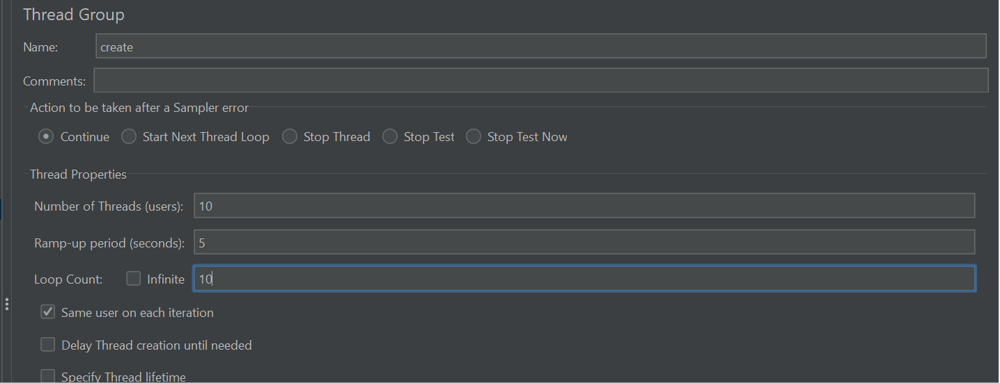 Thread Group
Name: create
Comments:
Action to be taken after a Sampler error
Continue Start Next Thread Loop Stop Thread Stop Test Stop Test Now
Thread Properties
Number of Threads (users): 10
Ramp-up period (seconds): 5
Loop Count: Infinite 10
Same user on each iteration
Delay Thread creation until needed
Specify Thread lifetime